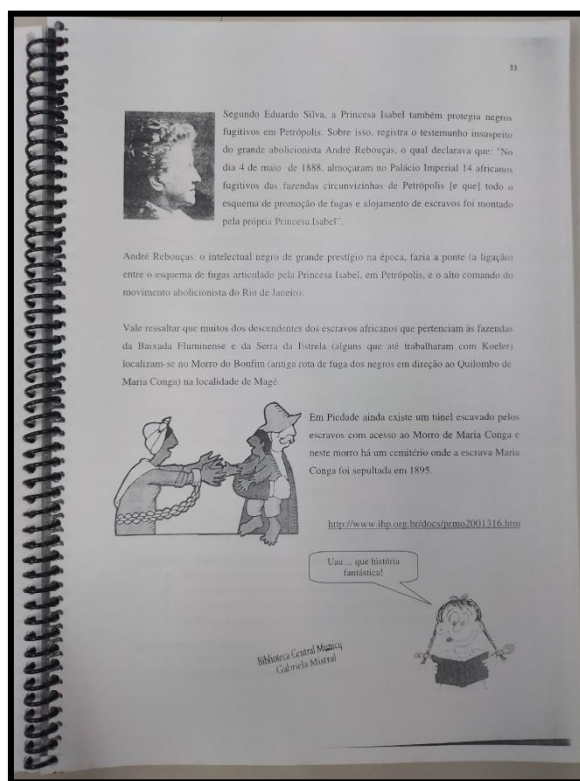 33
Segundo Eduardo Silva, a Princesa Isabel também protegia negros
fugitivos em Petrópolis. Sobre isso, registra o testemunho insuspeito
do grande abolicionista André Rebouças, o qual declarava que: "No
dia 4 de maio de 1888, almoçaram no Palácio Imperial 14 africanos
fugitivos das fazendas circunvizinhas de Petrópolis [e que] todo o
esquema de promoção de fugas e alojamento de escravos foi montado
pela própria Princesa Isabel".
André Rebouças, o intelectual negro de grande prestígio na época, fazia a ponte (a ligação)
entre o esquema de fugas articulado pela Princesa Isabel, em Petrópolis, e o alto comando do
movimento abolicionista do Rio de Janeiro.
Vale ressaltar que muitos dos descendentes dos escravos africanos que pertenciam às fazendas
da Baixada Fluminense e da Serra da Estrela (alguns que até trabalharam com Koeler)
localizam-se no Morro do Bonfim (antiga rota de fuga dos negros em direção ao Quilombo de
Maria Conga) na localidade de Magé.
Em Piedade ainda existe um túnel escavado pelos
escravos com acesso ao Morro de Maria Conga e
neste morro há um cemitério onde a escrava Maria
Conga foi sepultada em 1895.
http://www.ihp.org.br/docs/prmo2001316.htm
Uau ... que história
fantástica!
Biblioteca Central
Gabriela Mistral